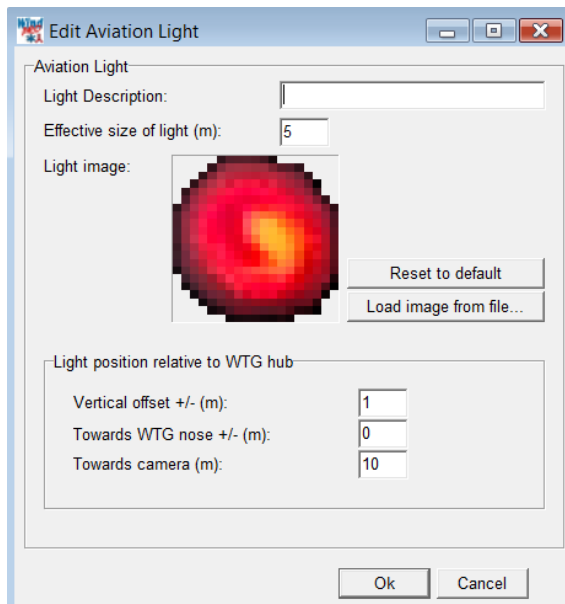 Edit Aviation Light
Aviation Light
Light Description:
Effective size of light (m): 5
Light image:
Reset to default
Load image from file...
Light position relative to WTG hub
Vertical offset +/- (m): 1
Towards WTG nose +/- (m): 0
Towards camera (m): 10
Ok Cancel